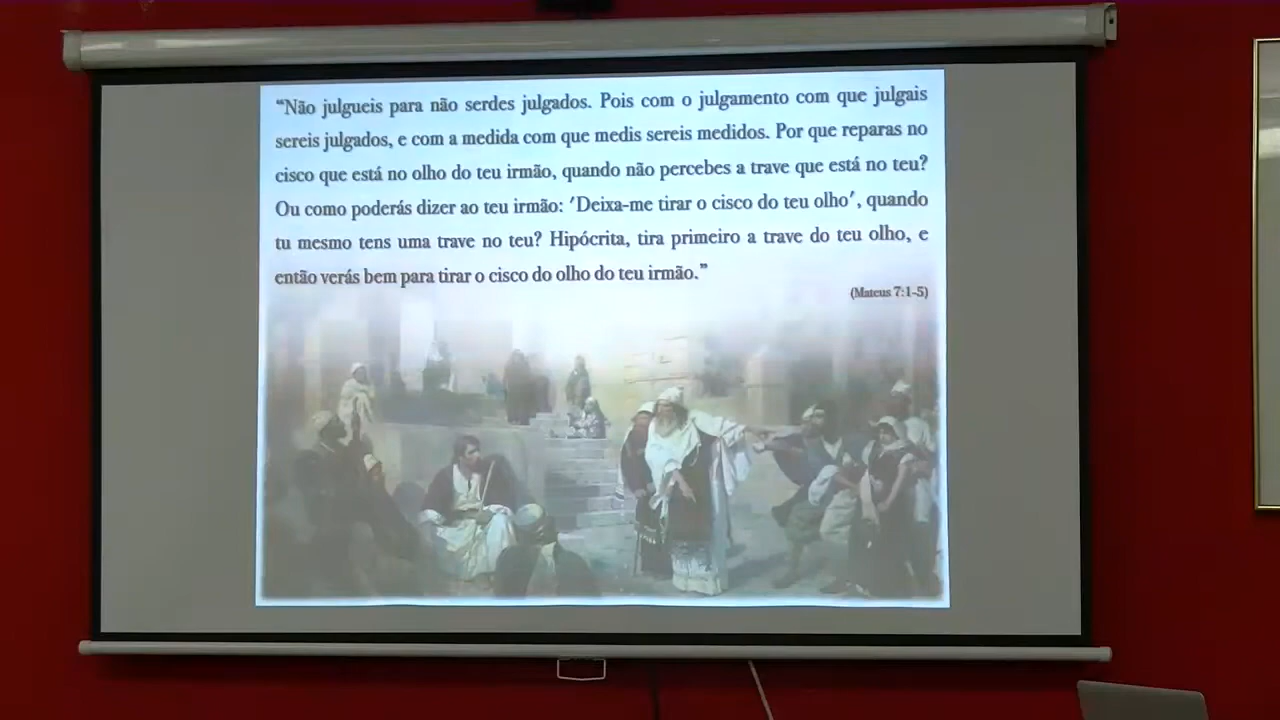 “Não julgueis para não serdes julgados. Pois com o julgamento com que julgais
sereis julgados, e com a medida com que medis sereis medidos. Por que reparas no
cisco que está no olho do teu irmão, quando não percebes a trave que está no teu?
Ou como poderás dizer ao teu irmão: ′Deixa-me tirar o cisco do teu olho′, quando
tu mesmo tens uma trave no teu? Hipócrita, tira primeiro a trave do teu olho, e
então verás bem para tirar o cisco do olho do teu irmão.”
(Mateus 7:1-5)